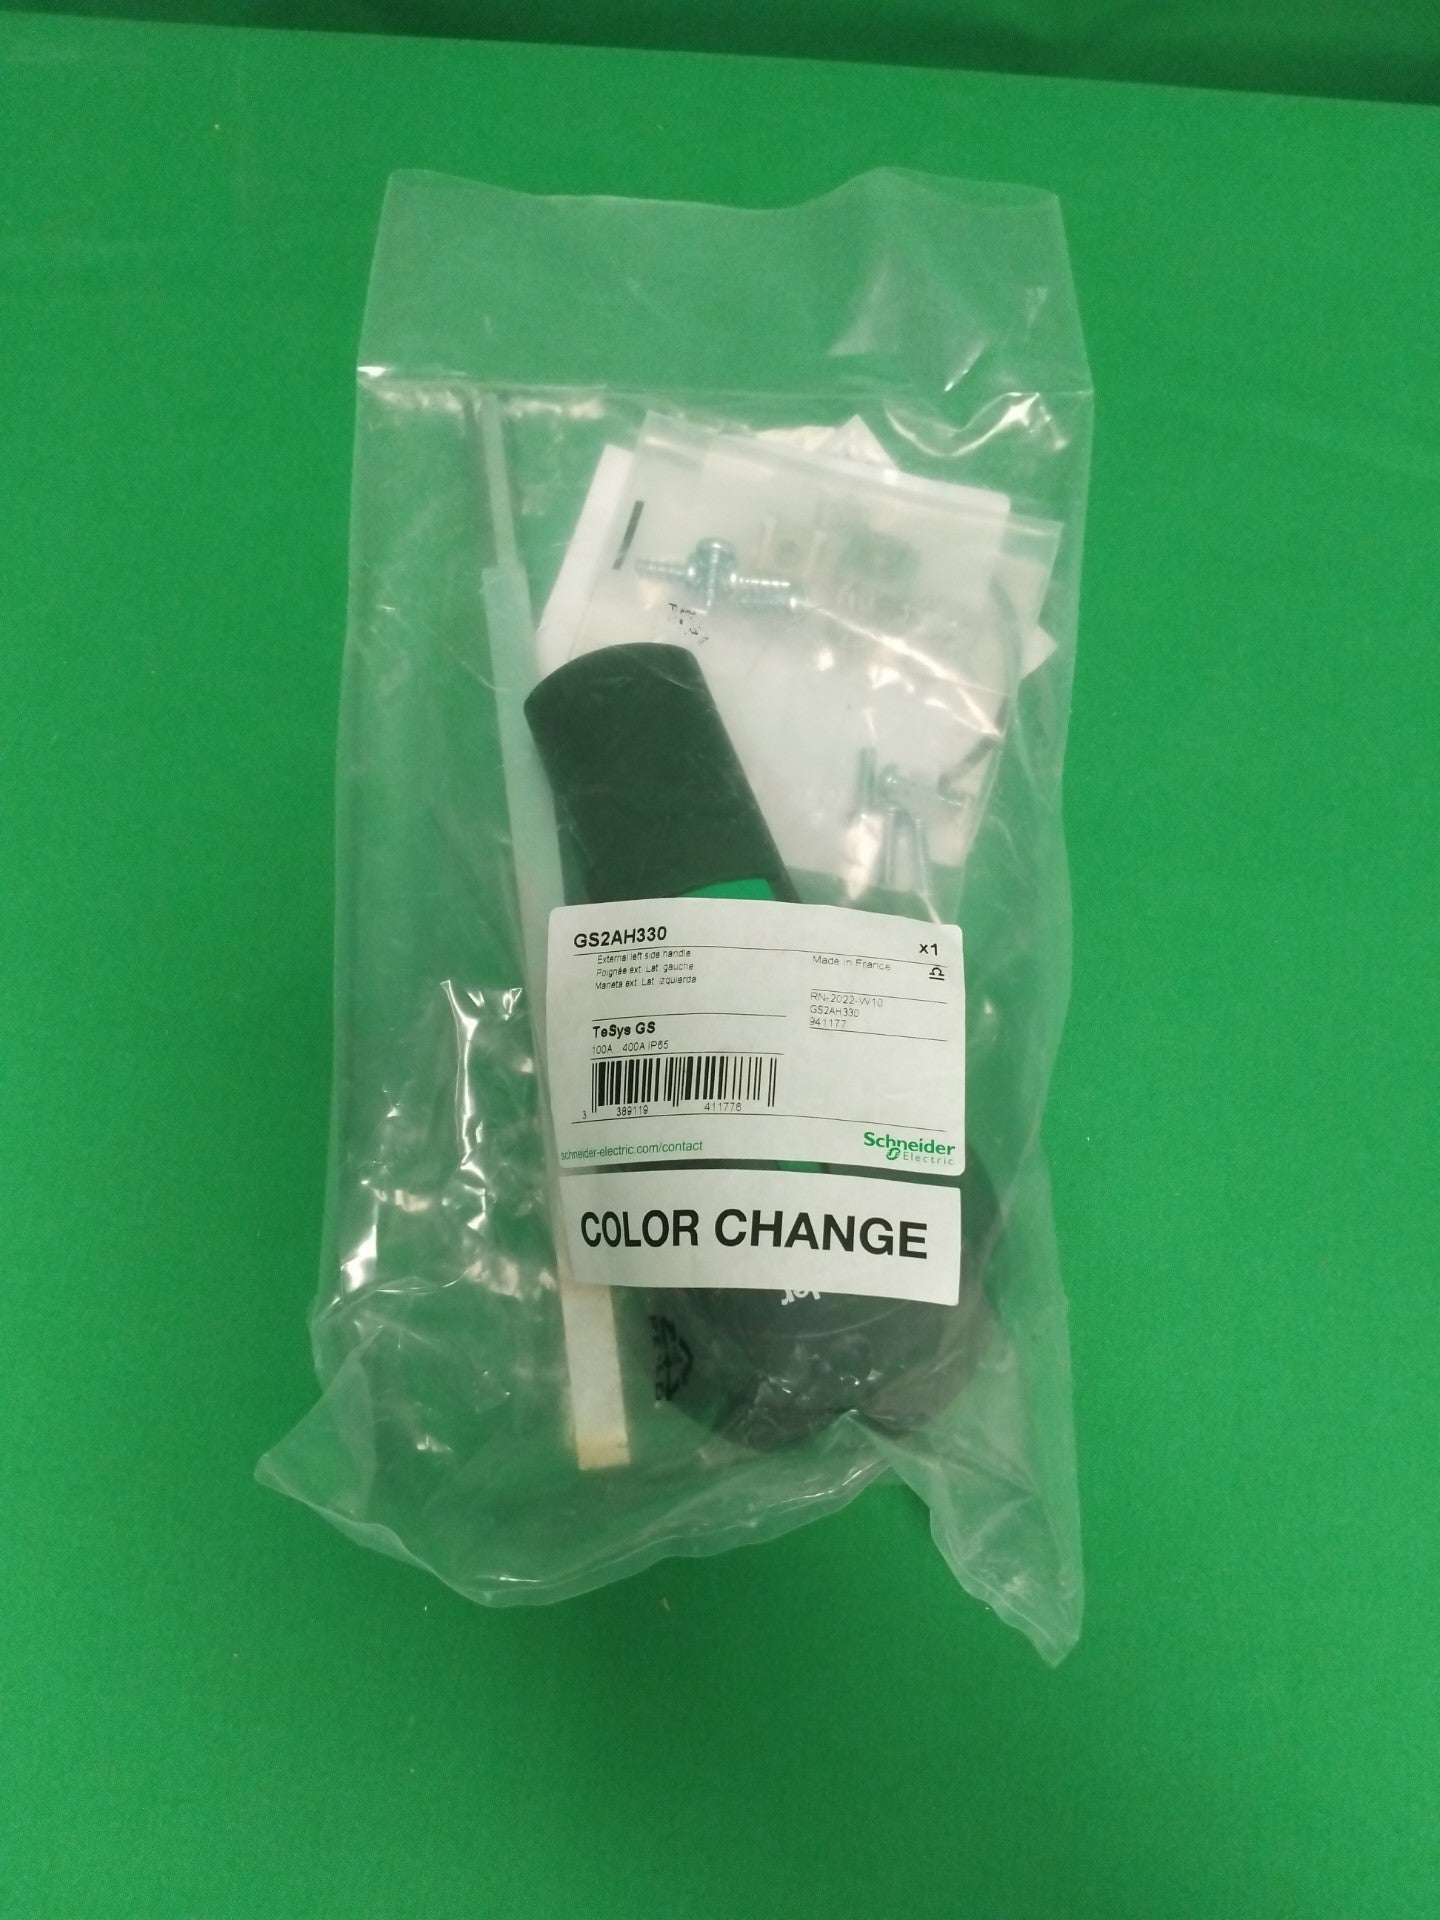 GS2AH330
x1
External left side handle
Poignée ext. Lat. gauche
Maneta ext. Lat. izquierda
Made in France
RN-2022-W10
GS2AH330
941177
TeSys GS
100A 400A IP65
3 389119 411776
schneider-electric.com/contact
Schneider
Electric
COLOR CHANGE